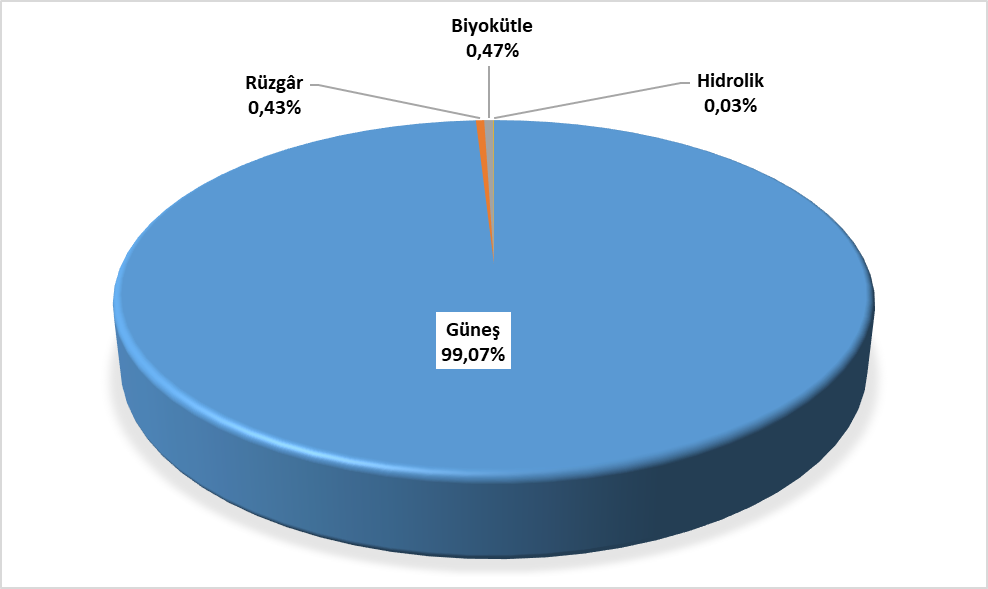 Biyokütle
0,47%
Rüzgâr
0,43%
Hidrolik
0,03%
Güneş
99,07%